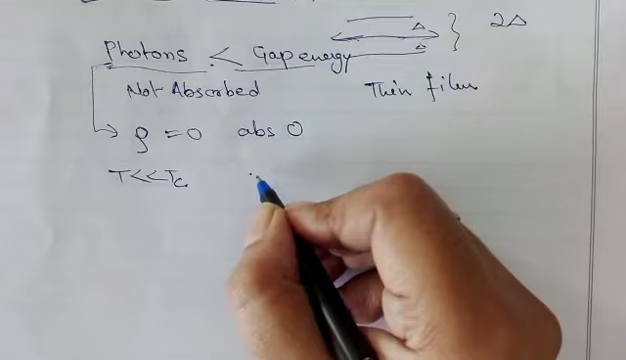 Δ
2Δ
Photons < Gap energy
Δ
Not Absorbed
Thin film
ρ = 0 abs 0
T<<Tc